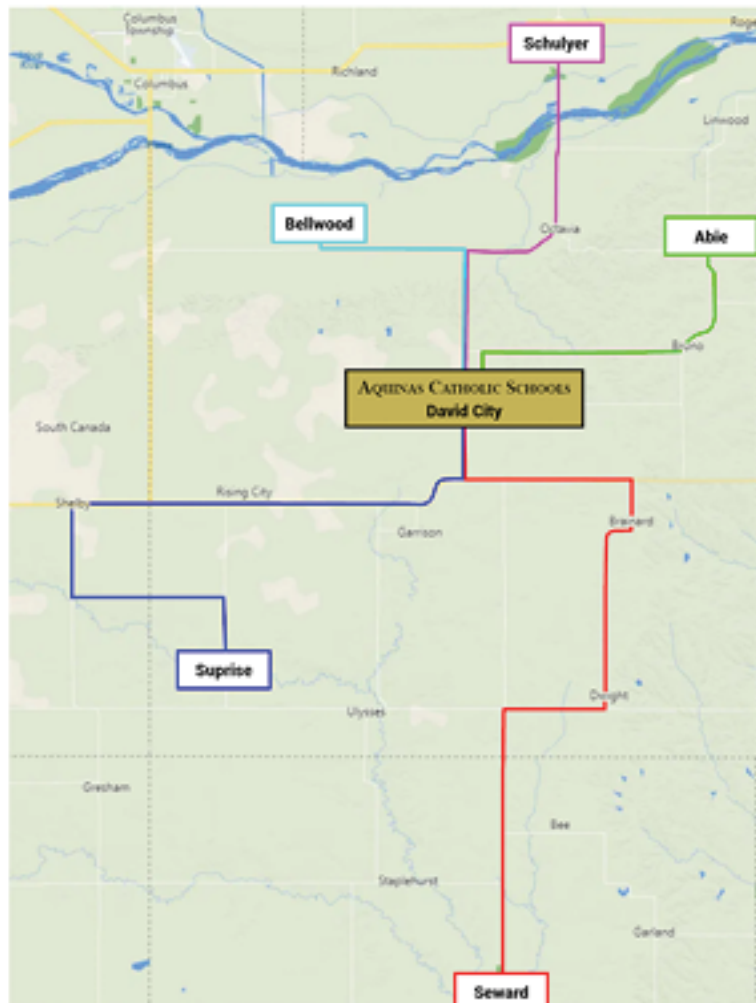 Columbus
Township
Schulyer
Roge
Richland
Columbus
Linwood
Bellwood
Octavia
Abie
Bruno
AQUINAS CATHOLIC SCHOOLS
David City
South Canada
Rising City
Shelby
Brainard
Garrison
Suprise
Dwight
Ulysses
Gresham
Bee
Staplehurst
Garland
Seward